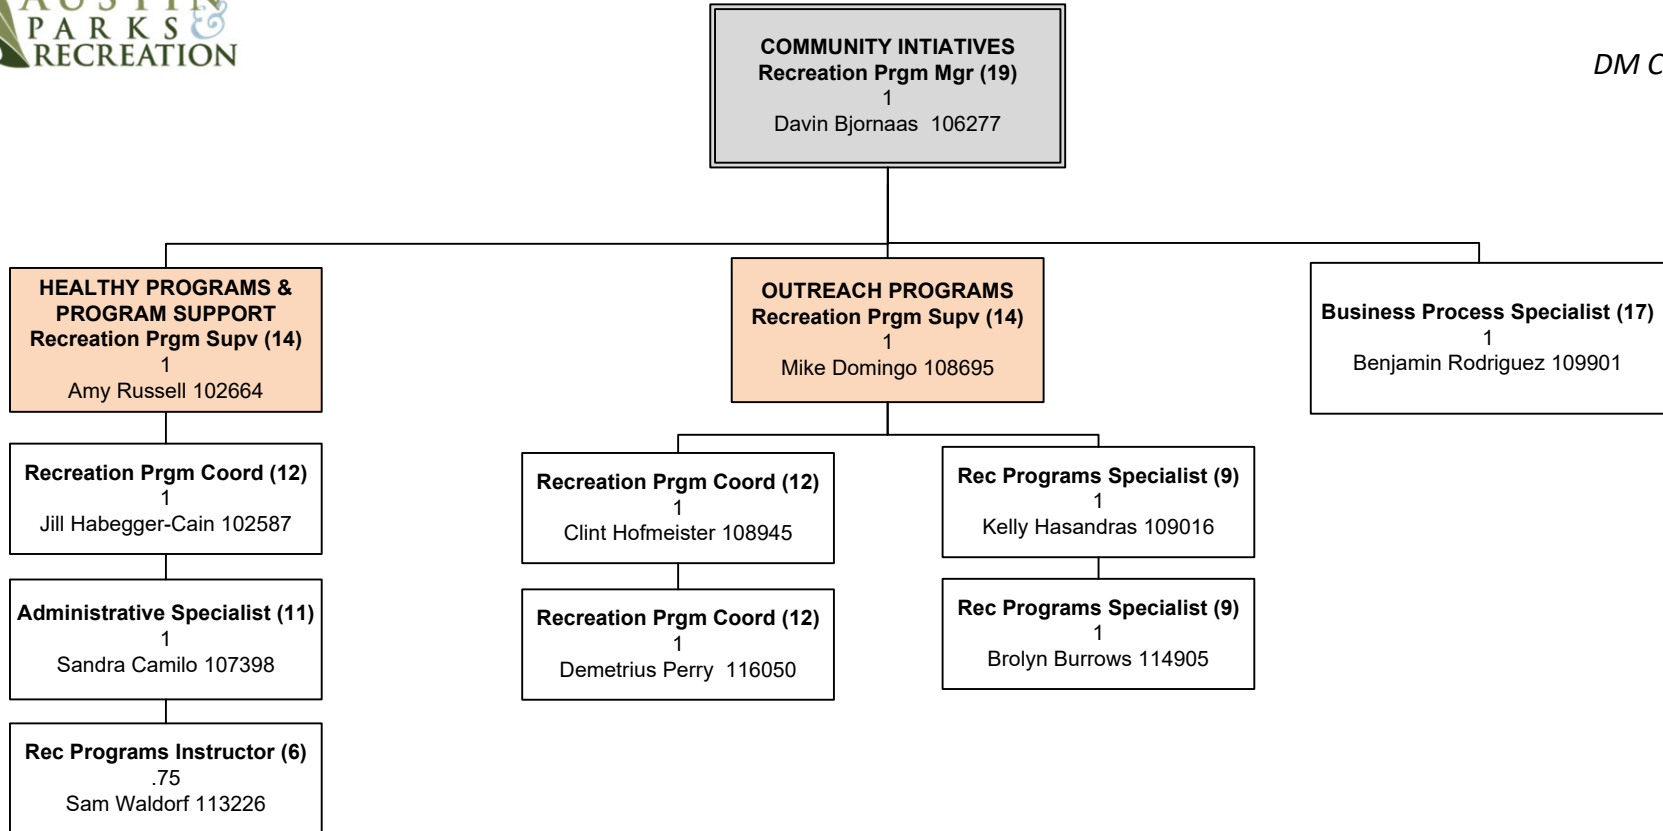 AUSTIN
PARKS &
RECREATION
DM C
COMMUNITY INTIATIVES
Recreation Prgm Mgr (19)
1
Davin Bjornaas 106277
HEALTHY PROGRAMS &
PROGRAM SUPPORT
Recreation Prgm Supv (14)
1
Amy Russell 102664
OUTREACH PROGRAMS
Recreation Prgm Supv (14)
1
Mike Domingo 108695
Business Process Specialist (17)
1
Benjamin Rodriguez 109901
Recreation Prgm Coord (12)
1
Jill Habegger-Cain 102587
Administrative Specialist (11)
1
Sandra Camilo 107398
Rec Programs Instructor (6)
.75
Sam Waldorf 113226
Recreation Prgm Coord (12)
1
Clint Hofmeister 108945
Recreation Prgm Coord (12)
1
Demetrius Perry 116050
Rec Programs Specialist (9)
1
Kelly Hasandras 109016
Rec Programs Specialist (9)
1
Brolyn Burrows 114905